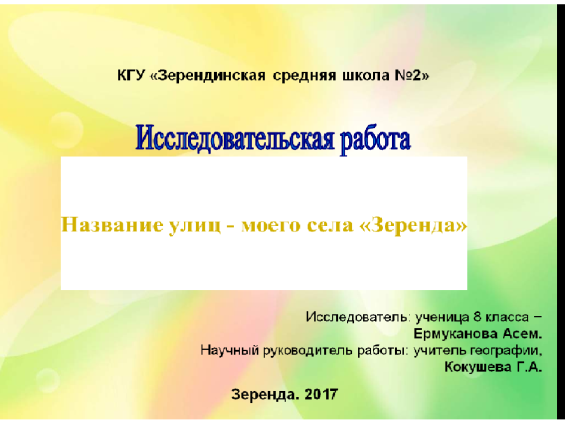 КГУ «Зерендинская средняя школа №2»
Исследовательская работа
Название улиц - моего села «Зеренда»
Исследователь: ученица 8 класса –
Ермуканова Асем.
Научный руководитель работы: учитель географии,
Кокушева Г.А.
Зеренда. 2017